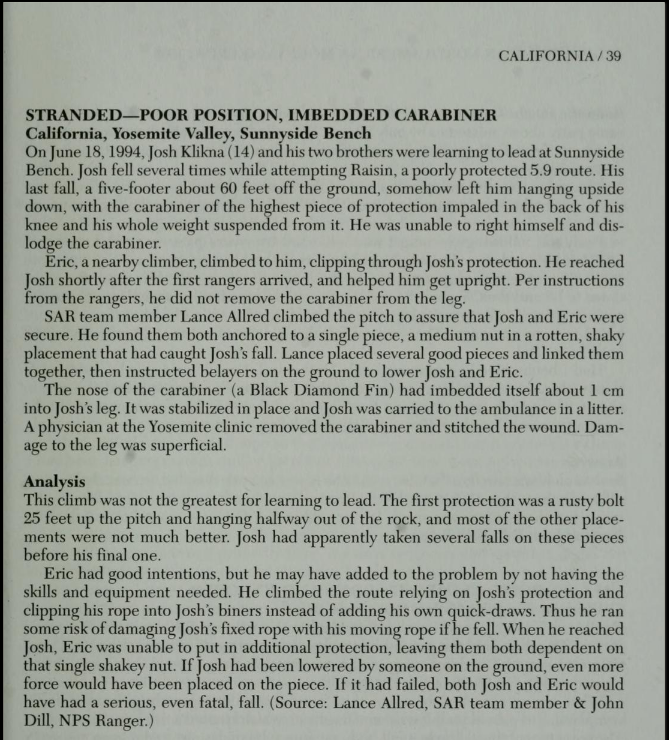 CALIFORNIA / 39
STRANDED—POOR POSITION, IMBEDDED CARABINER
California, Yosemite Valley, Sunnyside Bench
On June 18, 1994, Josh Klikna (14) and his two brothers were learning to lead at Sunnyside
Bench. Josh fell several times while attempting Raisin, a poorly protected 5.9 route. His
last fall, a five-footer about 60 feet off the ground, somehow left him hanging upside
down, with the carabiner of the highest piece of protection impaled in the back of his
knee and his whole weight suspended from it. He was unable to right himself and dis-
lodge the carabiner.
Eric, a nearby climber, climbed to him, clipping through Josh's protection. He reached
Josh shortly after the first rangers arrived, and helped him get upright. Per instructions
from the rangers, he did not remove the carabiner from the leg.
SAR team member Lance Allred climbed the pitch to assure that Josh and Eric were
secure. He found them both anchored to a single piece, a medium nut in a rotten, shaky
placement that had caught Josh's fall. Lance placed several good pieces and linked them
together, then instructed belayers on the ground to lower Josh and Eric.
The nose of the carabiner (a Black Diamond Fin) had imbedded itself about 1 cm
into Josh's leg. It was stabilized in place and Josh was carried to the ambulance in a litter.
A physician at the Yosemite clinic removed the carabiner and stitched the wound. Dam-
age to the leg was superficial.
Analysis
This climb was not the greatest for learning to lead. The first protection was a rusty bolt
25 feet up the pitch and hanging halfway out of the rock, and most of the other place-
ments were not much better. Josh had apparently taken several falls on these pieces
before his final one.
Eric had good intentions, but he may have added to the problem by not having the
skills and equipment needed. He climbed the route relying on Josh's protection and
clipping his rope into Josh's biners instead of adding his own quick-draws. Thus he ran
some risk of damaging Josh's fixed rope with his moving rope if he fell. When he reached
Josh, Eric was unable to put in additional protection, leaving them both dependent on
that single shakey nut. If Josh had been lowered by someone on the ground, even more
force would have been placed on the piece. If it had failed, both Josh and Eric would
have had a serious, even fatal, fall. (Source: Lance Allred, SAR team member & John
Dill, NPS Ranger.)